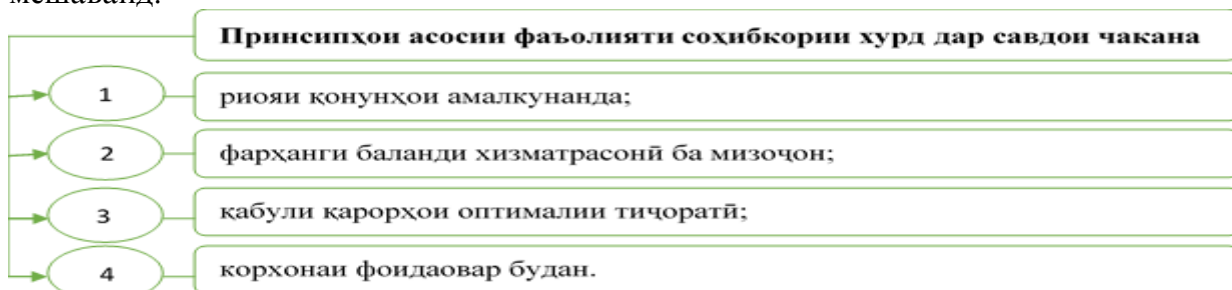 Принсипҳои асосии фаъолияти соҳибкории хурд дар савдои чакана
1 риояи қонунҳои амалкунанда;
2 фарҳанги баланди хизматрасонӣ ба мизоҷон;
3 қабули қарорҳои оптималии тиҷоратӣ;
4 корхонаи фоидаовар будан.